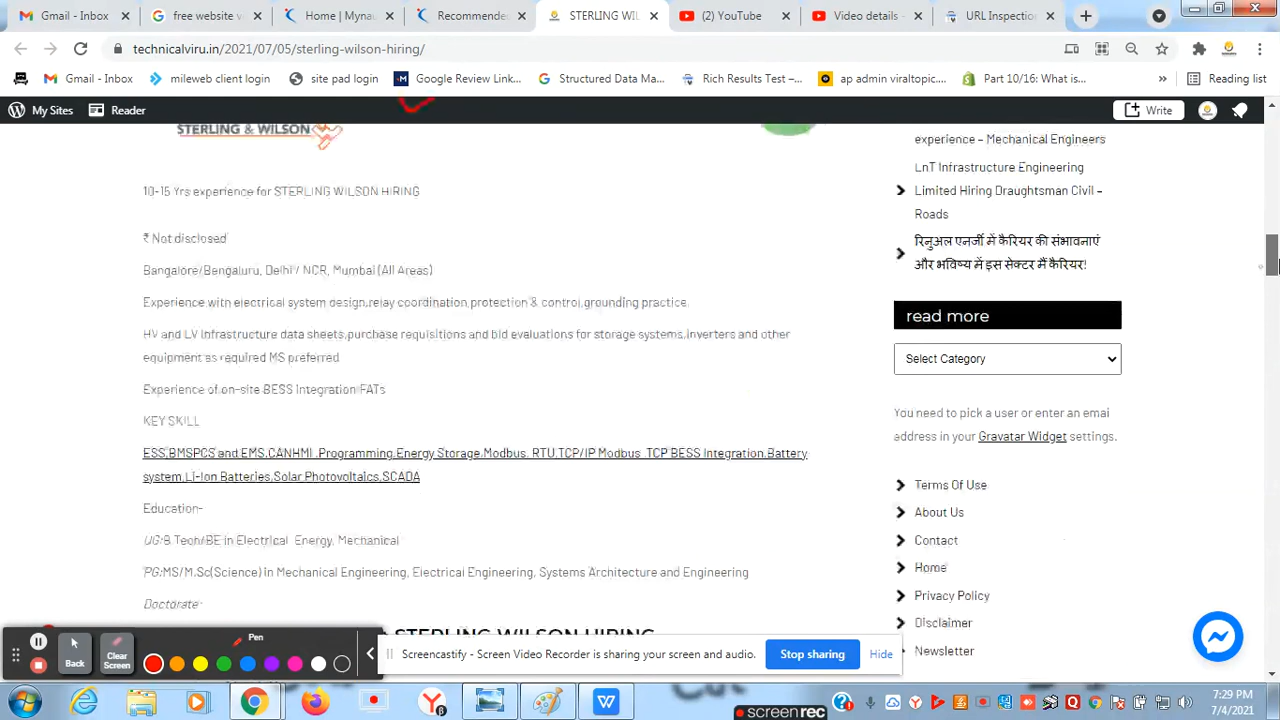 Gmail - Inbox
free website v
Home | Mynau
Recommende
STERLING WIL
(2) YouTube
Video details -
URL Inspection
technicalviru.in/2021/07/05/sterling-wilson-hiring/
Gmail - Inbox
mileweb client login
site pad login
Google Review Link...
Structured Data Ma...
Rich Results Test –...
ap admin viraltopic...
Part 10/16: What is...
»
Reading list
My Sites
Reader
Write
STERLING & WILSON
10-15 Yrs experience for STERLING WILSON HIRING
₹ Not disclosed
Bangalore/Bengaluru, Delhi / NCR, Mumbai (All Areas)
Experience with electrical system design,relay coordination,protection & control,grounding practice.
HV and LV Infrastructure data sheets,purchase requisitions and bid evaluations for storage systems,inverters and other
equipment as required MS preferred
Experience of on-site BESS Integration FATs
KEY SKILL
ESS,BMSPCS and EMS,CANHMI ,Programming,Energy Storage,Modbus, RTU,TCP/IP Modbus TCP BESS Integration,Battery
system,Li-Ion Batteries,Solar Photovoltaics,SCADA
Education-
UG:B Tech/BE in Electrical Energy, Mechanical
PG:MS/M.Sc(Science) in Mechanical Engineering, Electrical Engineering, Systems Architecture and Engineering
Doctorate-
STERLING WILSON HIRING
experience – Mechanical Engineers
LnT Infrastructure Engineering
Limited Hiring Draughtsman Civil –
Roads
रिनुअल एनर्जी में कैरियर की संभावनाएं
और भविष्य में इस सेक्टर मैं कैरियर!
read more
Select Category
You need to pick a user or enter an emai
address in your Gravatar Widget settings.
Terms Of Use
About Us
Contact
Home
Privacy Policy
Disclaimer
Newsletter
Pen
Back
Clear
Screen
Screencastify - Screen Video Recorder is sharing your screen and audio.
Stop sharing
Hide
screenrec
7:29 PM
7/4/2021